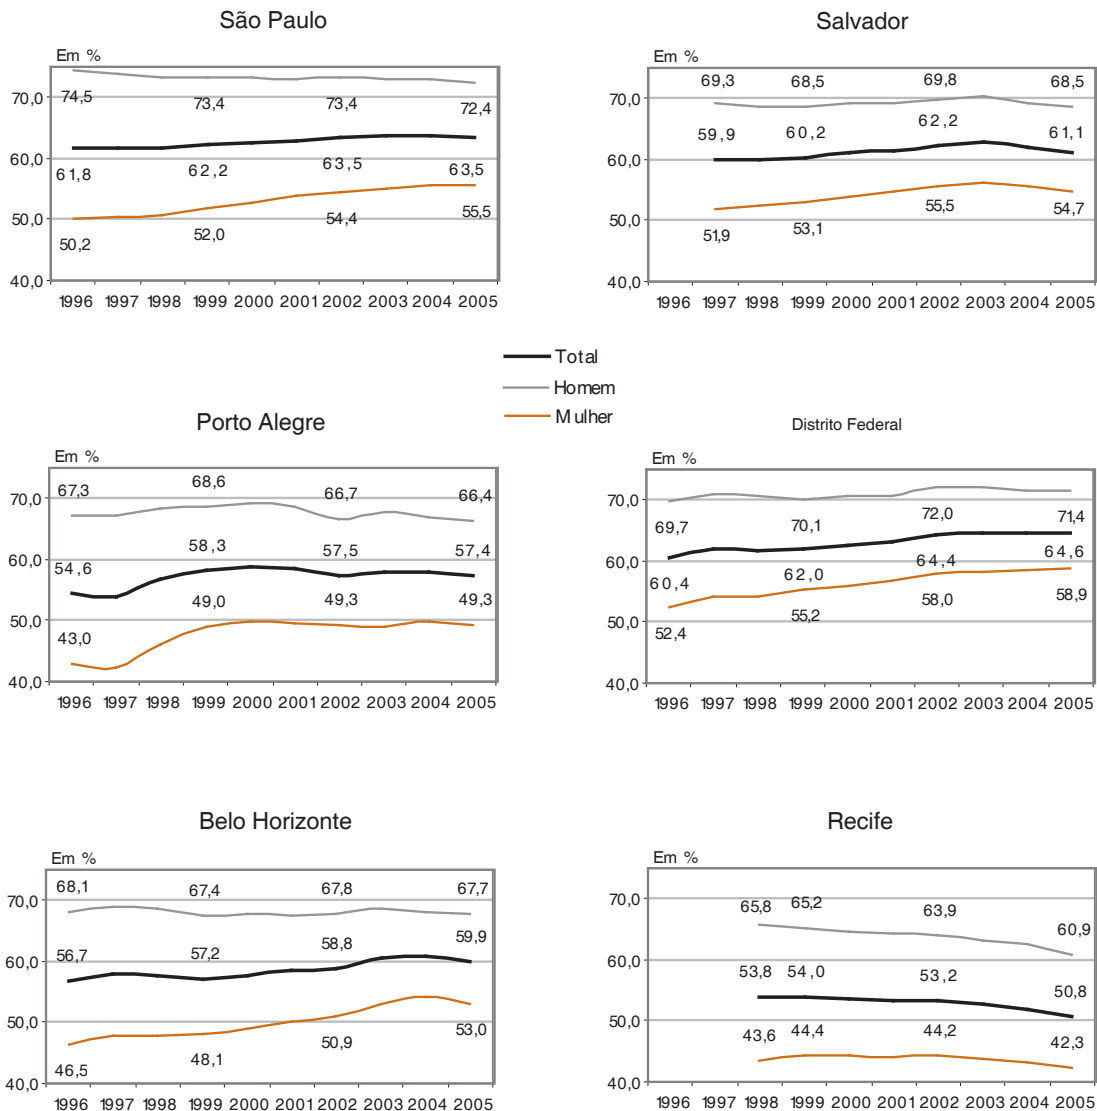 São Paulo
Em %
70,0
60,0
50,0
40,0
74,5 73,4 73,4 72,4
61,8 62,2 63,5 63,5
50,2 52,0 54,4 55,5
1996 1997 1998 1999 2000 2001 2002 2003 2004 2005
Salvador
Em %
70,0
60,0
50,0
40,0
69,3 68,5 69,8 68,5
59,9 60,2 62,2 61,1
51,9 53,1 55,5 54,7
1996 1997 1998 1999 2000 2001 2002 2003 2004 2005
Total
Homem
Mulher
Porto Alegre
Em %
70,0
60,0
50,0
40,0
67,3 68,6 66,7 66,4
54,6 58,3 57,5 57,4
43,0 49,0 49,3 49,3
1996 1997 1998 1999 2000 2001 2002 2003 2004 2005
Distrito Federal
Em %
70,0
60,0
50,0
40,0
69,7 70,1 72,0 71,4
60,4 62,0 64,4 64,6
52,4 55,2 58,0 58,9
1996 1997 1998 1999 2000 2001 2002 2003 2004 2005
Belo Horizonte
Em %
70,0
60,0
50,0
40,0
68,1 67,4 67,8 67,7
56,7 57,2 58,8 59,9
46,5 48,1 50,9 53,0
1996 1997 1998 1999 2000 2001 2002 2003 2004 2005
Recife
Em %
70,0
60,0
50,0
40,0
65,8 65,2 63,9 60,9
53,8 54,0 53,2 50,8
43,6 44,4 44,2 42,3
1996 1997 1998 1999 2000 2001 2002 2003 2004 2005